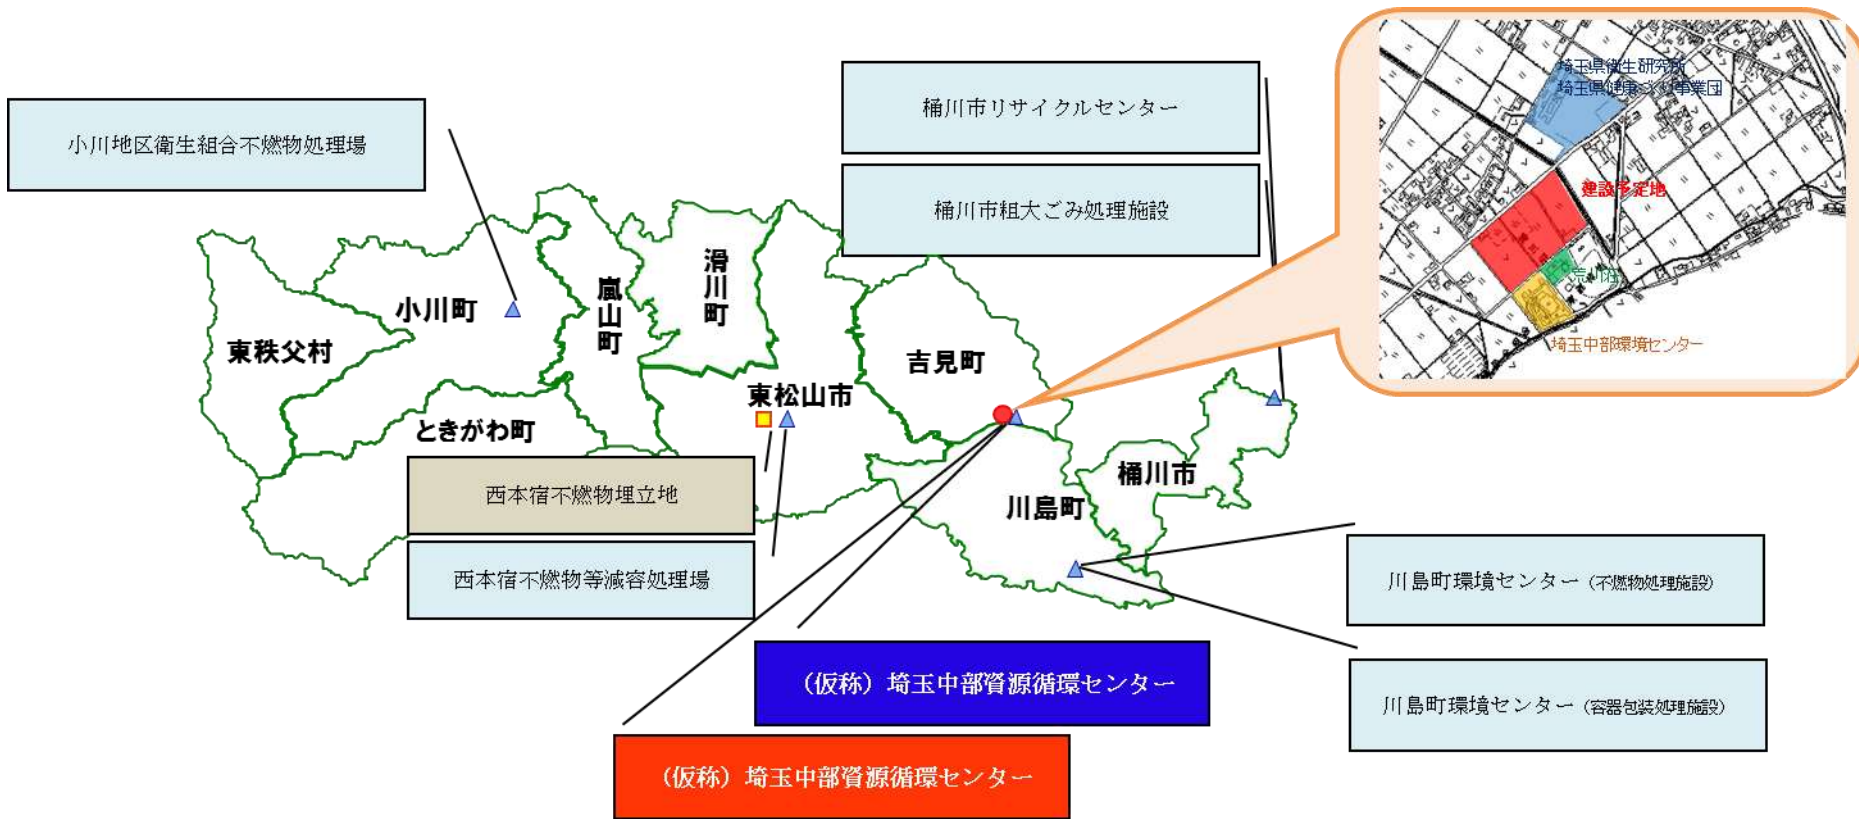 埼玉県衛生研究所
埼玉県健康づくり事業団
建設予定地
荒川荘
埼玉中部環境センター
桶川市リサイクルセンター
小川地区衛生組合不燃物処理場
桶川市粗大ごみ処理施設
滑川町
嵐山町
小川町
東秩父村
吉見町
東松山市
ときがわ町
桶川市
川島町
西本宿不燃物埋立地
西本宿不燃物等減容処理場
川島町環境センター（不燃物処理施設）
（仮称）埼玉中部資源循環センター
川島町環境センター（容器包装処理施設）
（仮称）埼玉中部資源循環センター